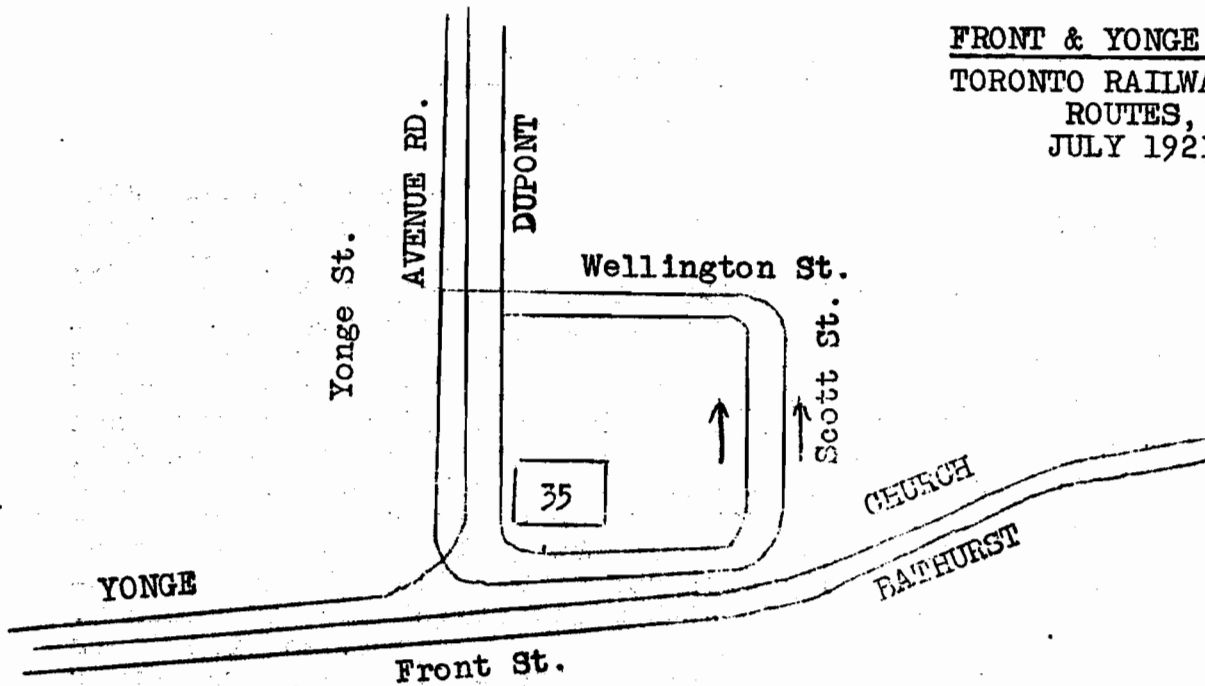 FRONT & YONGE
TORONTO RAILWA
ROUTES,
JULY 1921
AVENUE RD.
DUPONT
Yonge St.
Wellington St.
Scott St.
35
CHURCH
BATHURST
YONGE
Front St.